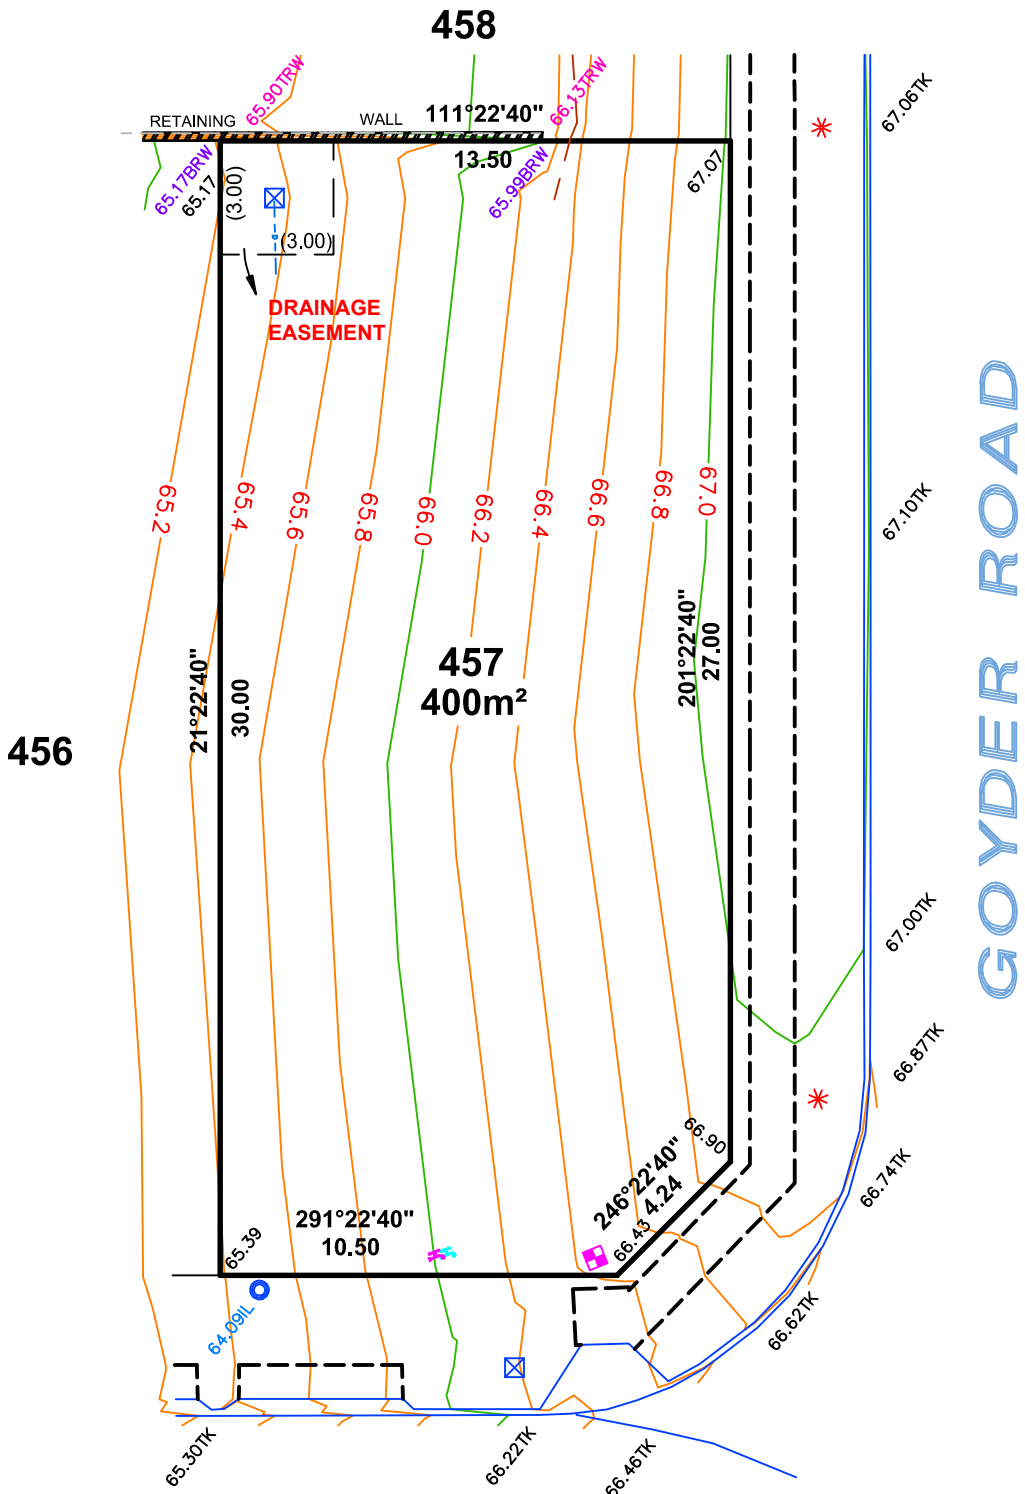 458
65.90TRW
66.13TRW
67.06TK
RETAINING
WALL
111°22'40"
13.50
65.17BRW
65.17
(3.00)
(3.00)
65.99BRW
67.07
DRAINAGE
EASEMENT
65.2
65.4
65.6
65.8
66.0
66.2
66.4
66.6
66.8
67.0
67.10TK
GOYDER ROAD
21°22'40"
30.00
457
400m²
201°22'40"
27.00
456
67.00TK
66.87TK
66.90
246°22'40"
4.24
66.43
66.74TK
291°22'40"
10.50
65.39
64.09IL
66.62TK
65.30TK
66.22TK
66.46TK